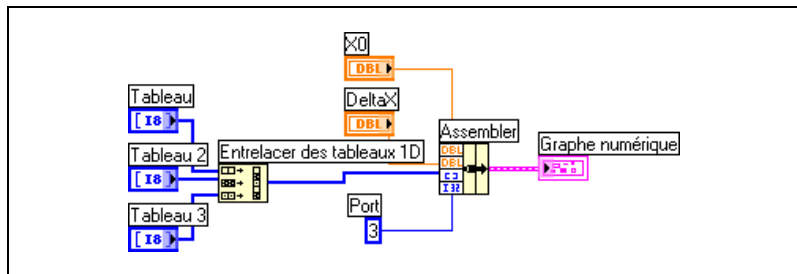 X0
DBL
DeltaX
DBL
Tableau
[I8]
Tableau 2
[I8]
Tableau 3
[I8]
Entrelacer des tableaux 1D
Assembler
DBL
DBL
I32
Port
3
Graphe numérique